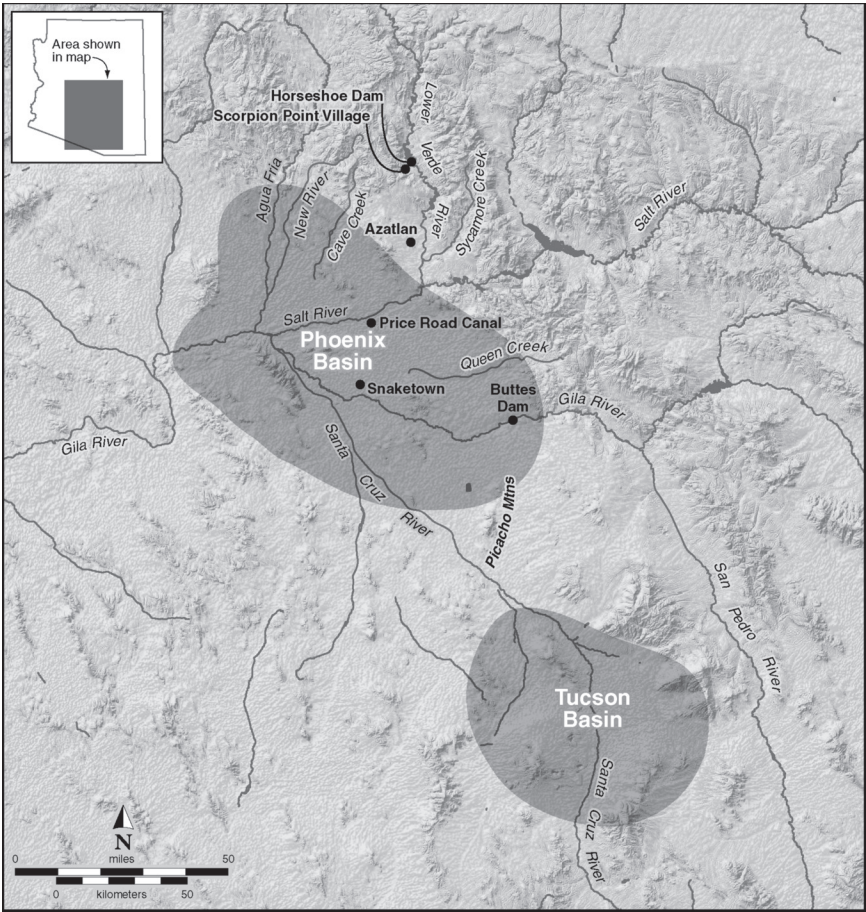 Area shown
in map
Horseshoe Dam
Scorpion Point Village
Lower
Verde
River
Agua Fria
New River
Cave Creek
Sycamore Creek
Salt River
Azatlan
Salt River
Price Road Canal
Phoenix
Basin
Queen Creek
Snaketown
Buttes
Dam
Gila River
Gila River
Santa
Cruz
River
Picacho Mtns
San
Pedro
River
Tucson
Basin
Santa
Cruz
River
N
0 miles 50
0 kilometers 50